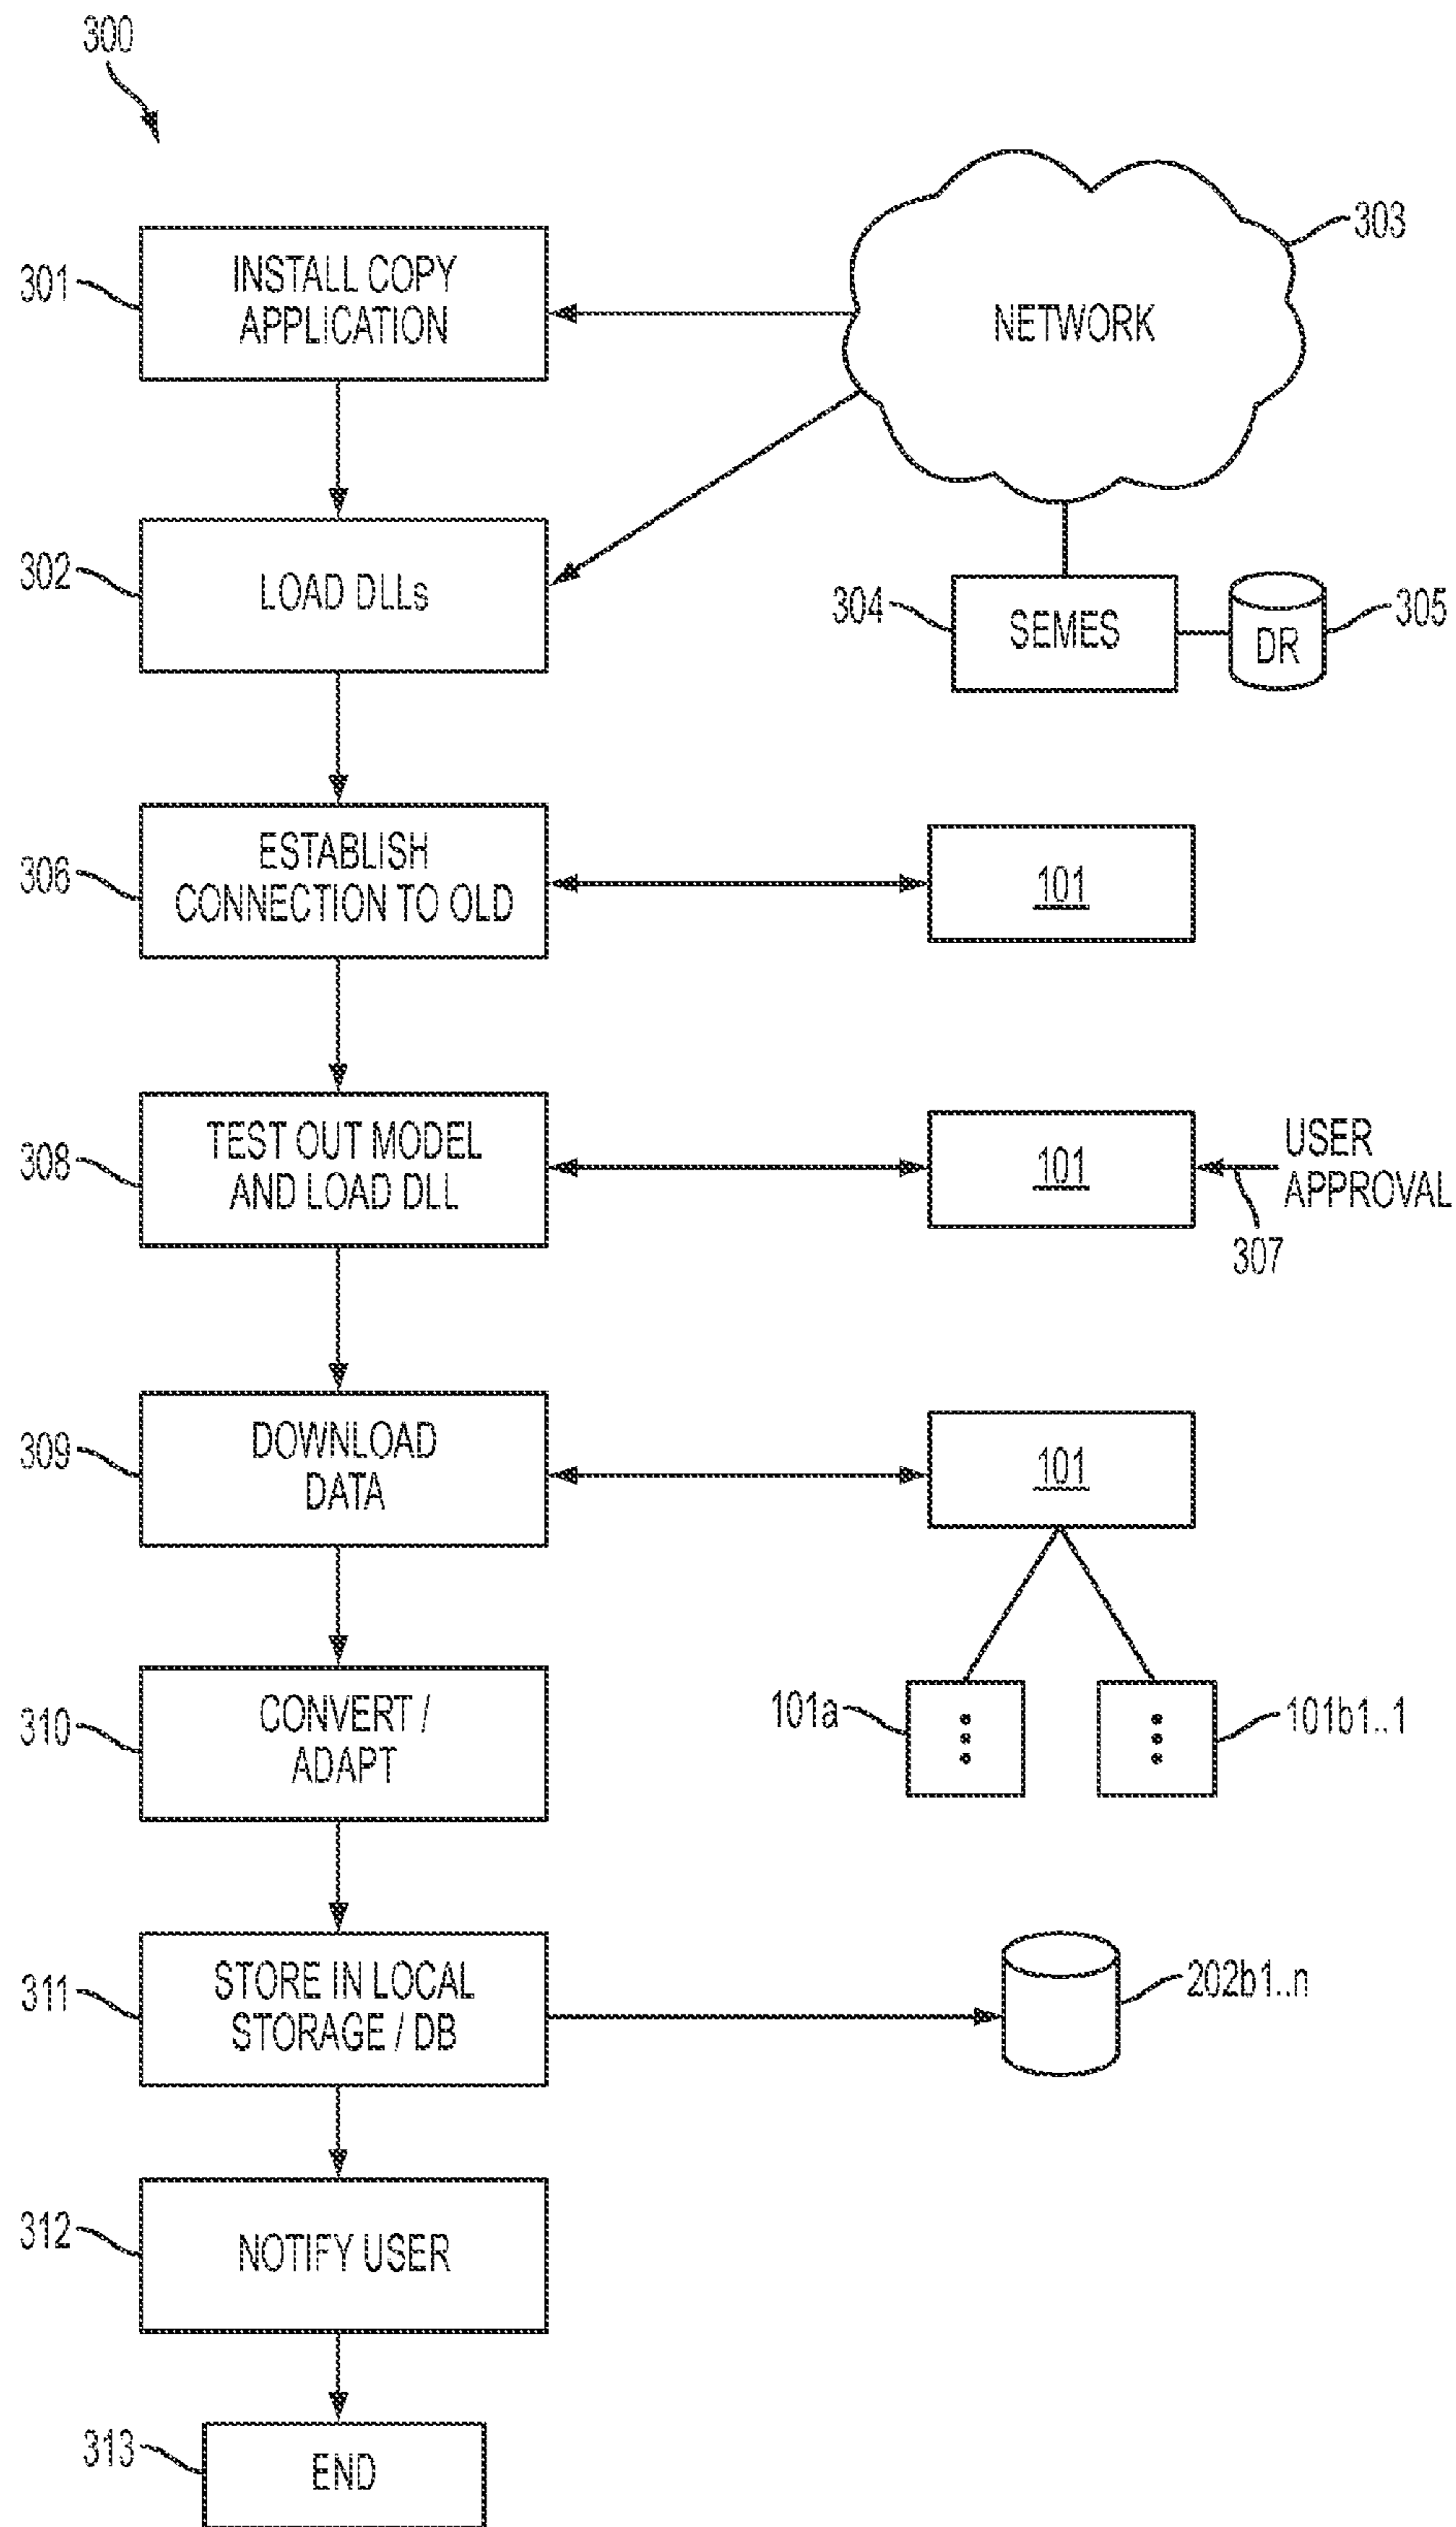 300
301
INSTALL COPY
APPLICATION
NETWORK
303
302
LOAD DLLs
304
SEMES
DR
305
306
ESTABLISH
CONNECTION TO OLD
101
308
TEST OUT MODEL
AND LOAD DLL
101
USER
APPROVAL
307
309
DOWNLOAD
DATA
101
101a
101b1..1
310
CONVERT /
ADAPT
311
STORE IN LOCAL
STORAGE / DB
202b1..n
312
NOTIFY USER
313
END